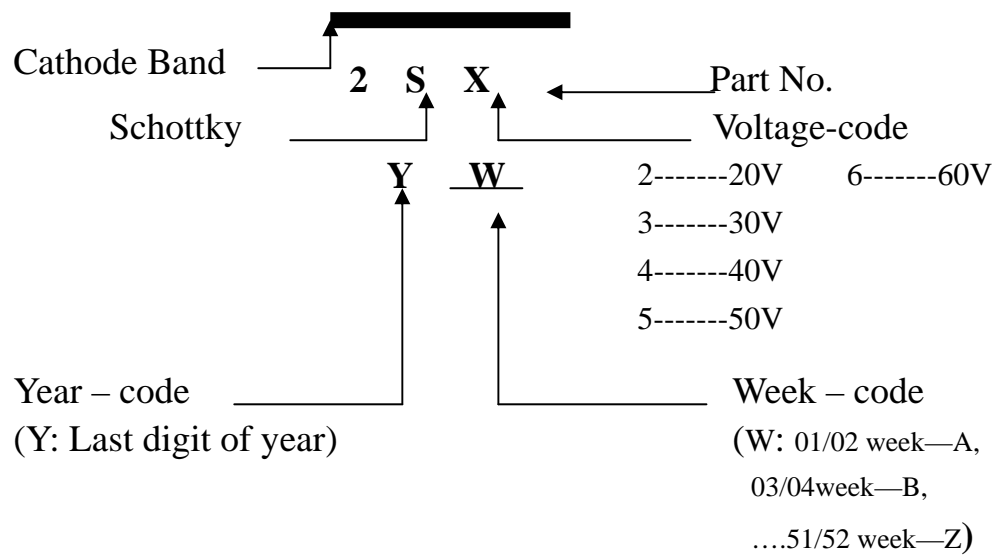 Cathode Band
2 S X
Part No.
Schottky
Voltage-code
Y W
2-------20V 6-------60V
3-------30V
4-------40V
5-------50V
Year – code
(Y: Last digit of year)
Week – code
(W: 01/02 week—A,
03/04week—B,
….51/52 week—Z)